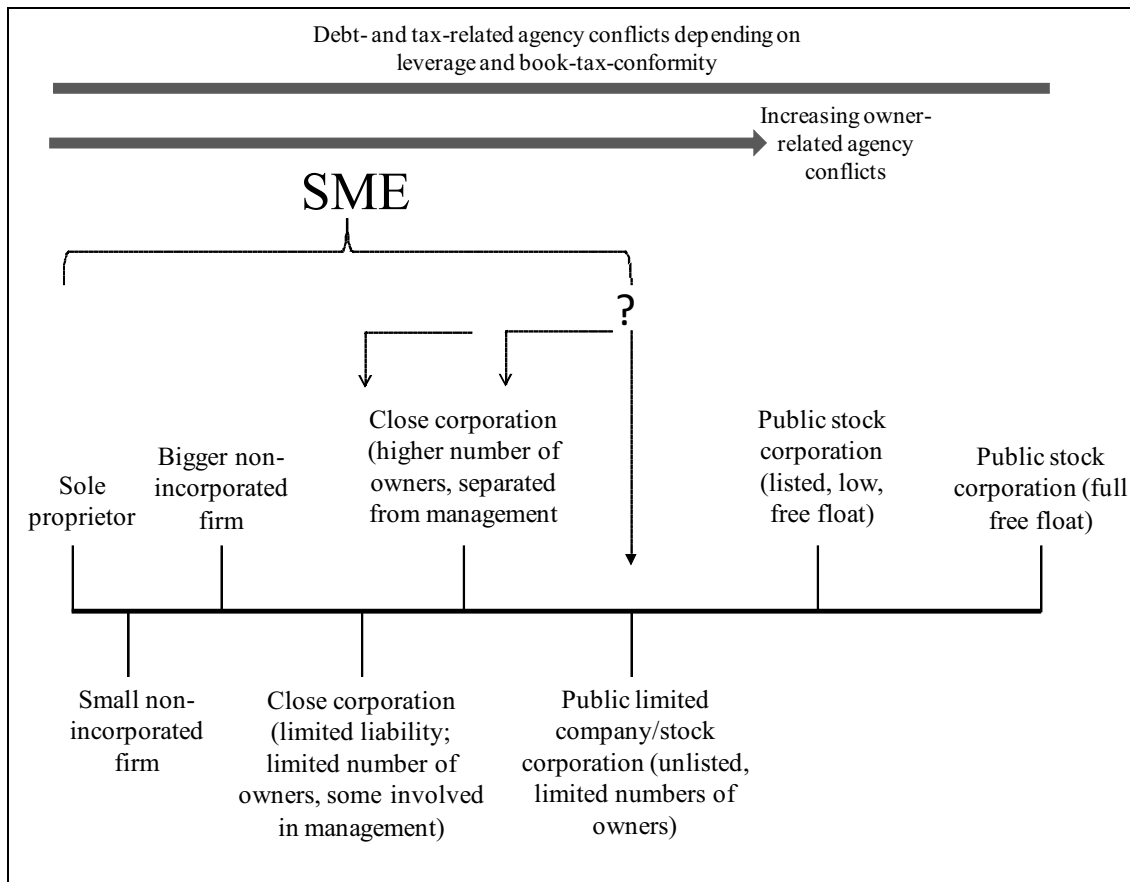 Debt- and tax-related agency conflicts depending on
leverage and book-tax-conformity
Increasing owner-
related agency
conflicts
SME
?
Sole
proprietor
Bigger non-
incorporated
firm
Close corporation
(higher number of
owners, separated
from management
Public stock
corporation
(listed, low,
free float)
Public stock
corporation (full
free float)
Small non-
incorporated
firm
Close corporation
(limited liability;
limited number of
owners, some involved
in management)
Public limited
company/stock
corporation (unlisted,
limited numbers of
owners)